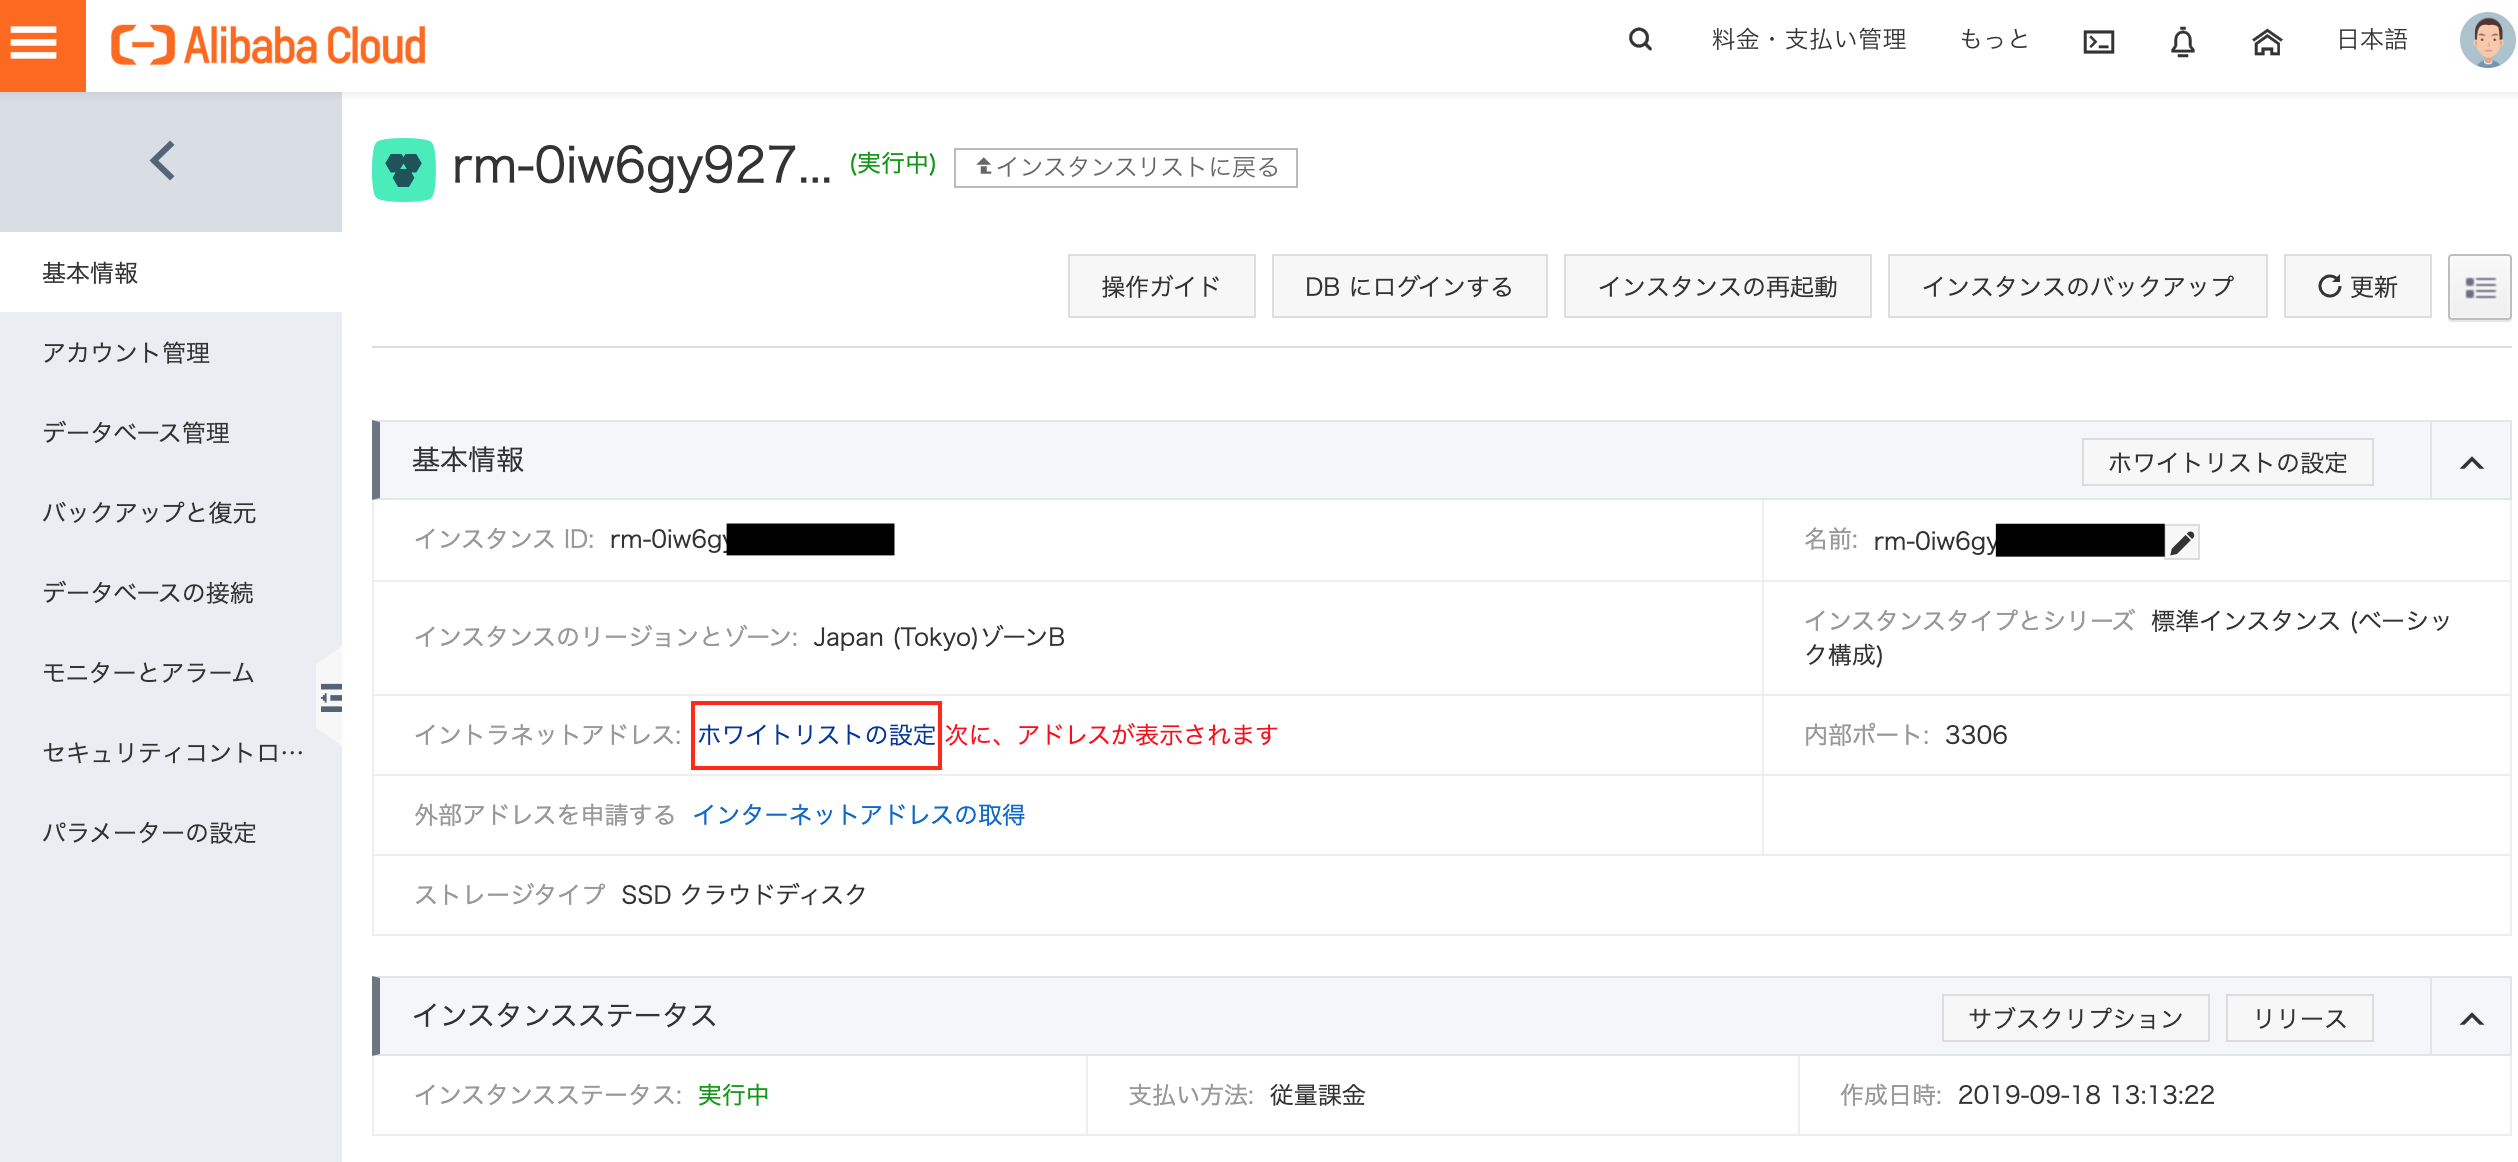 Alibaba Cloud
料金・支払い管理
もっと
日本語
rm-0iw6gy927...
(実行中)
インスタンスリストに戻る
操作ガイド
DB にログインする
インスタンスの再起動
インスタンスのバックアップ
更新
基本情報
アカウント管理
データベース管理
バックアップと復元
データベースの接続
モニターとアラーム
セキュリティコントロ…
パラメーターの設定
基本情報
ホワイトリストの設定
インスタンス ID: rm-0iw6gy
名前: rm-0iw6gy
インスタンスのリージョンとゾーン: Japan (Tokyo)ゾーンB
インスタンスタイプとシリーズ 標準インスタンス (ベーシッ
ク構成)
イントラネットアドレス: ホワイトリストの設定 次に、アドレスが表示されます
内部ポート: 3306
外部アドレスを申請する インターネットアドレスの取得
ストレージタイプ SSD クラウドディスク
インスタンスステータス
サブスクリプション
リリース
インスタンスステータス: 実行中
支払い方法: 従量課金
作成日時: 2019-09-18 13:13:22